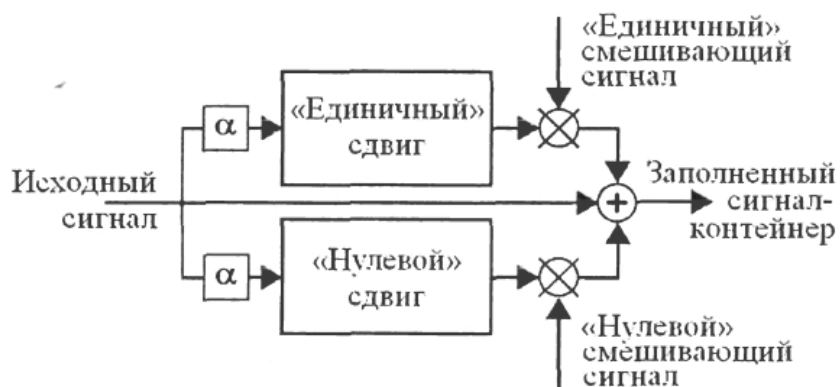 «Единичный»
смешивающий
сигнал
α
«Единичный»
сдвиг
Исходный
сигнал
Заполненный
сигнал-
контейнер
α
«Нулевой»
сдвиг
«Нулевой»
смешивающий
сигнал